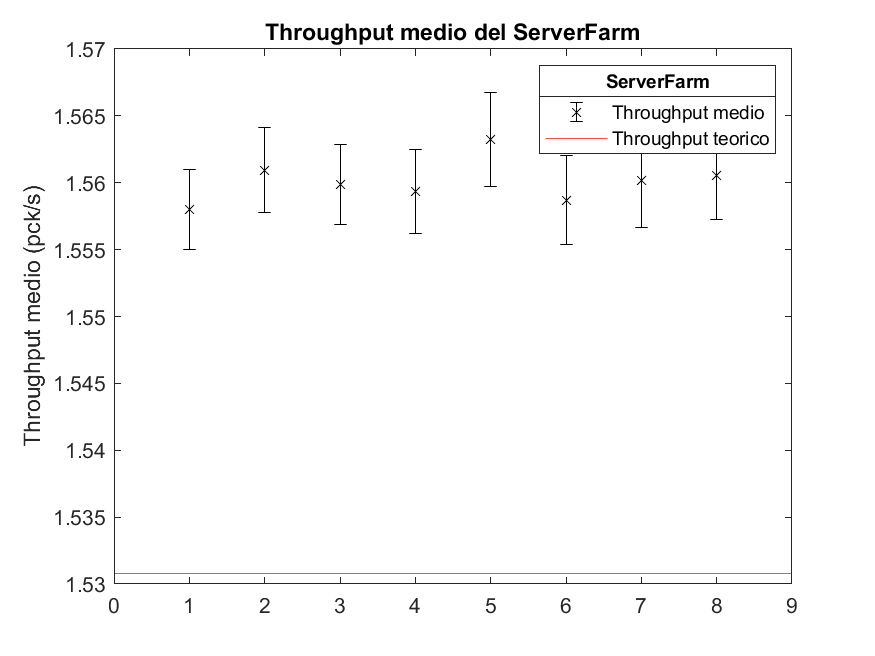 Throughput medio del ServerFarm
1.57
1.565
1.56
1.555
1.55
1.545
1.54
1.535
1.53
Throughput medio (pck/s)
ServerFarm
Throughput medio
Throughput teorico
0 1 2 3 4 5 6 7 8 9